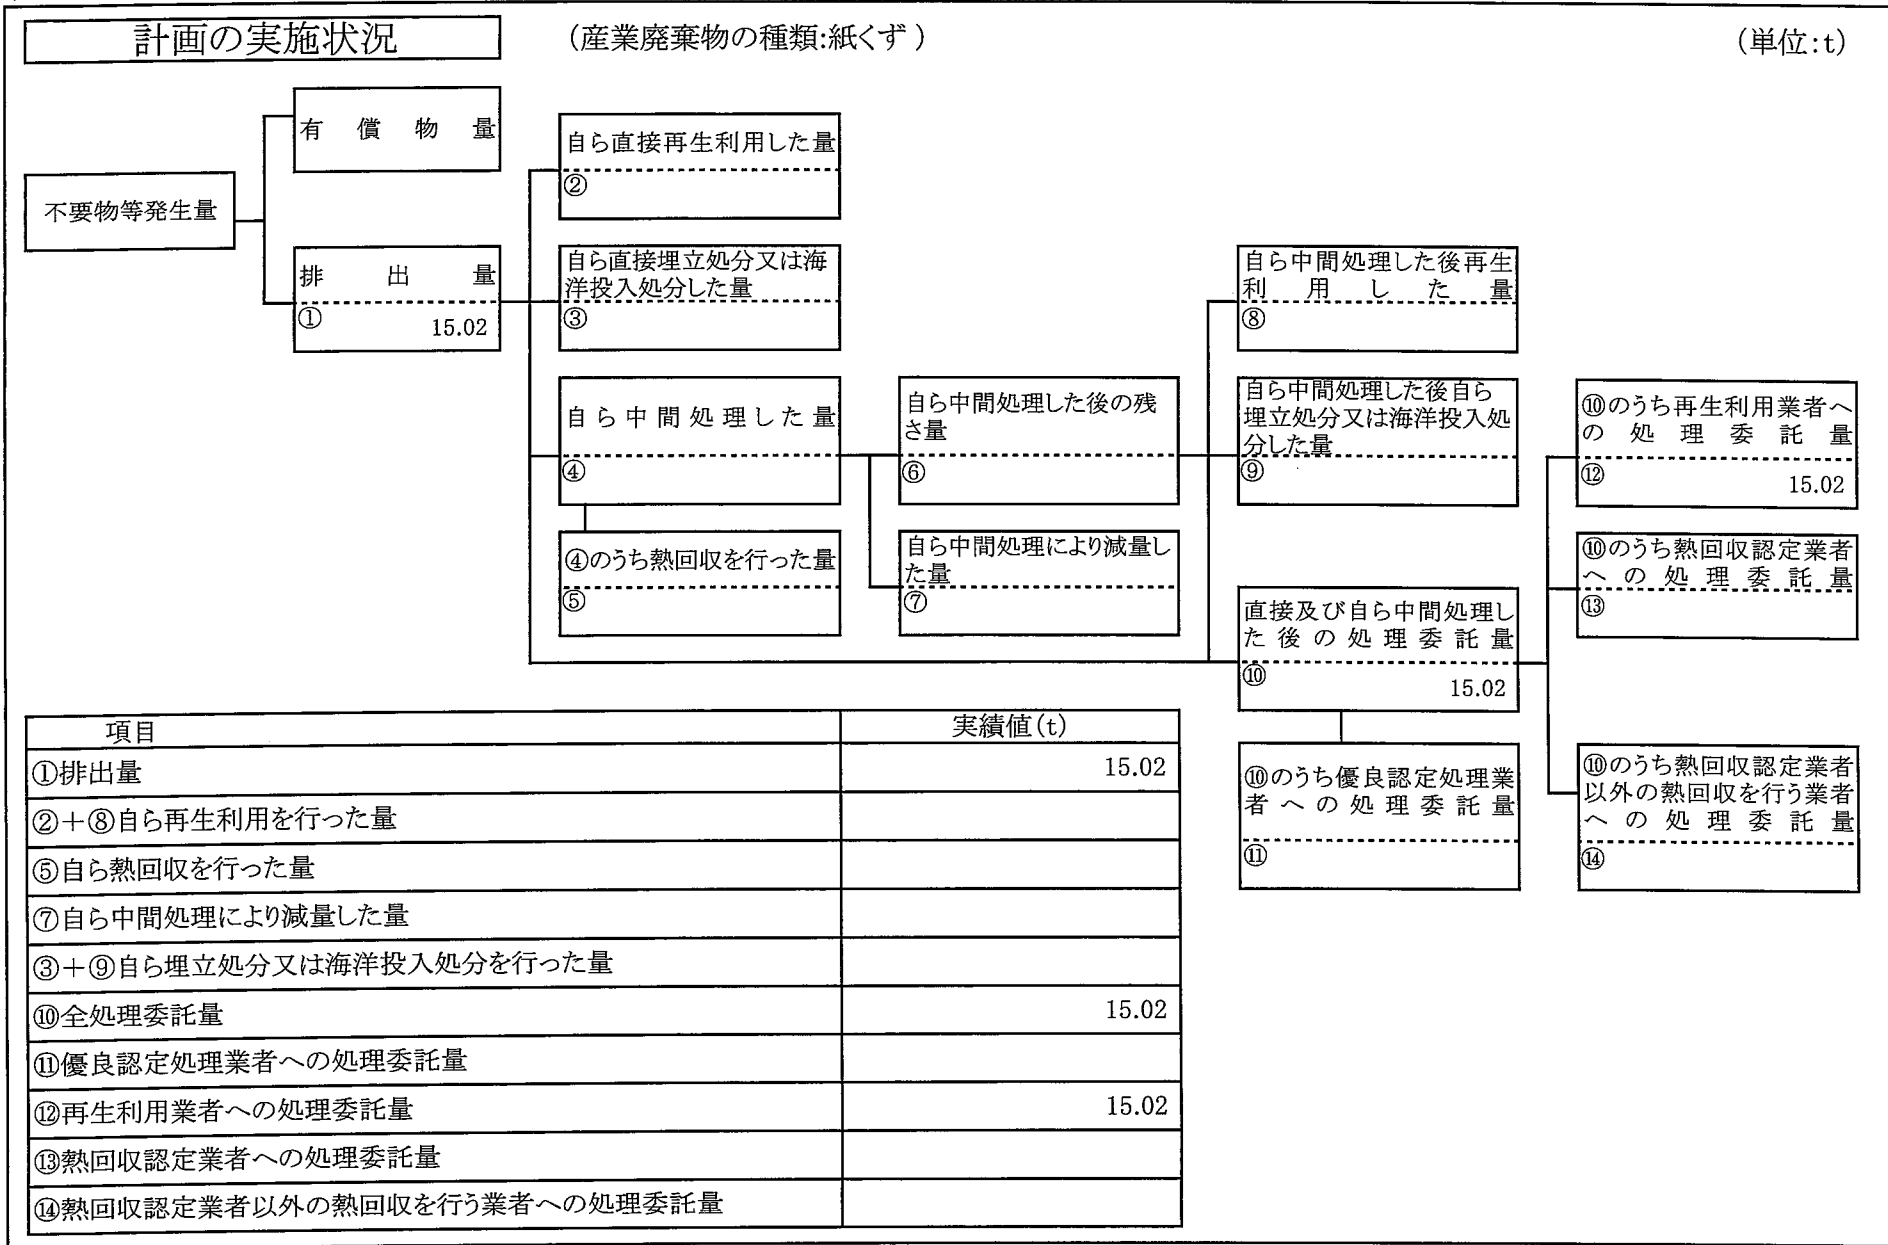 計画の実施状況
（産業廃棄物の種類:紙くず ）
（単位:t）
不要物等発生量
有償物量
排出量
①
15.02
自ら直接再生利用した量
②
自ら直接埋立処分又は海
洋投入処分した量
③
自ら中間処理した量
④
④のうち熱回収を行った量
⑤
自ら中間処理した後の残
さ量
⑥
自ら中間処理により減量し
た量
⑦
自ら中間処理した後再生
利用した量
⑧
自ら中間処理した後自ら
埋立処分又は海洋投入処
分した量
⑨
直接及び自ら中間処理し
た後の処理委託量
⑩
15.02
⑩のうち優良認定処理業
者への処理委託量
⑪
⑩のうち再生利用業者へ
の処理委託量
⑫
15.02
⑩のうち熱回収認定業者
への処理委託量
⑬
⑩のうち熱回収認定業者
以外の熱回収を行う業者
への処理委託量
⑭
項目 実績値(t)
①排出量 15.02
②＋⑧自ら再生利用を行った量
⑤自ら熱回収を行った量
⑦自ら中間処理により減量した量
③＋⑨自ら埋立処分又は海洋投入処分を行った量
⑩全処理委託量 15.02
⑪優良認定処理業者への処理委託量
⑫再生利用業者への処理委託量 15.02
⑬熱回収認定業者への処理委託量
⑭熱回収認定業者以外の熱回収を行う業者への処理委託量